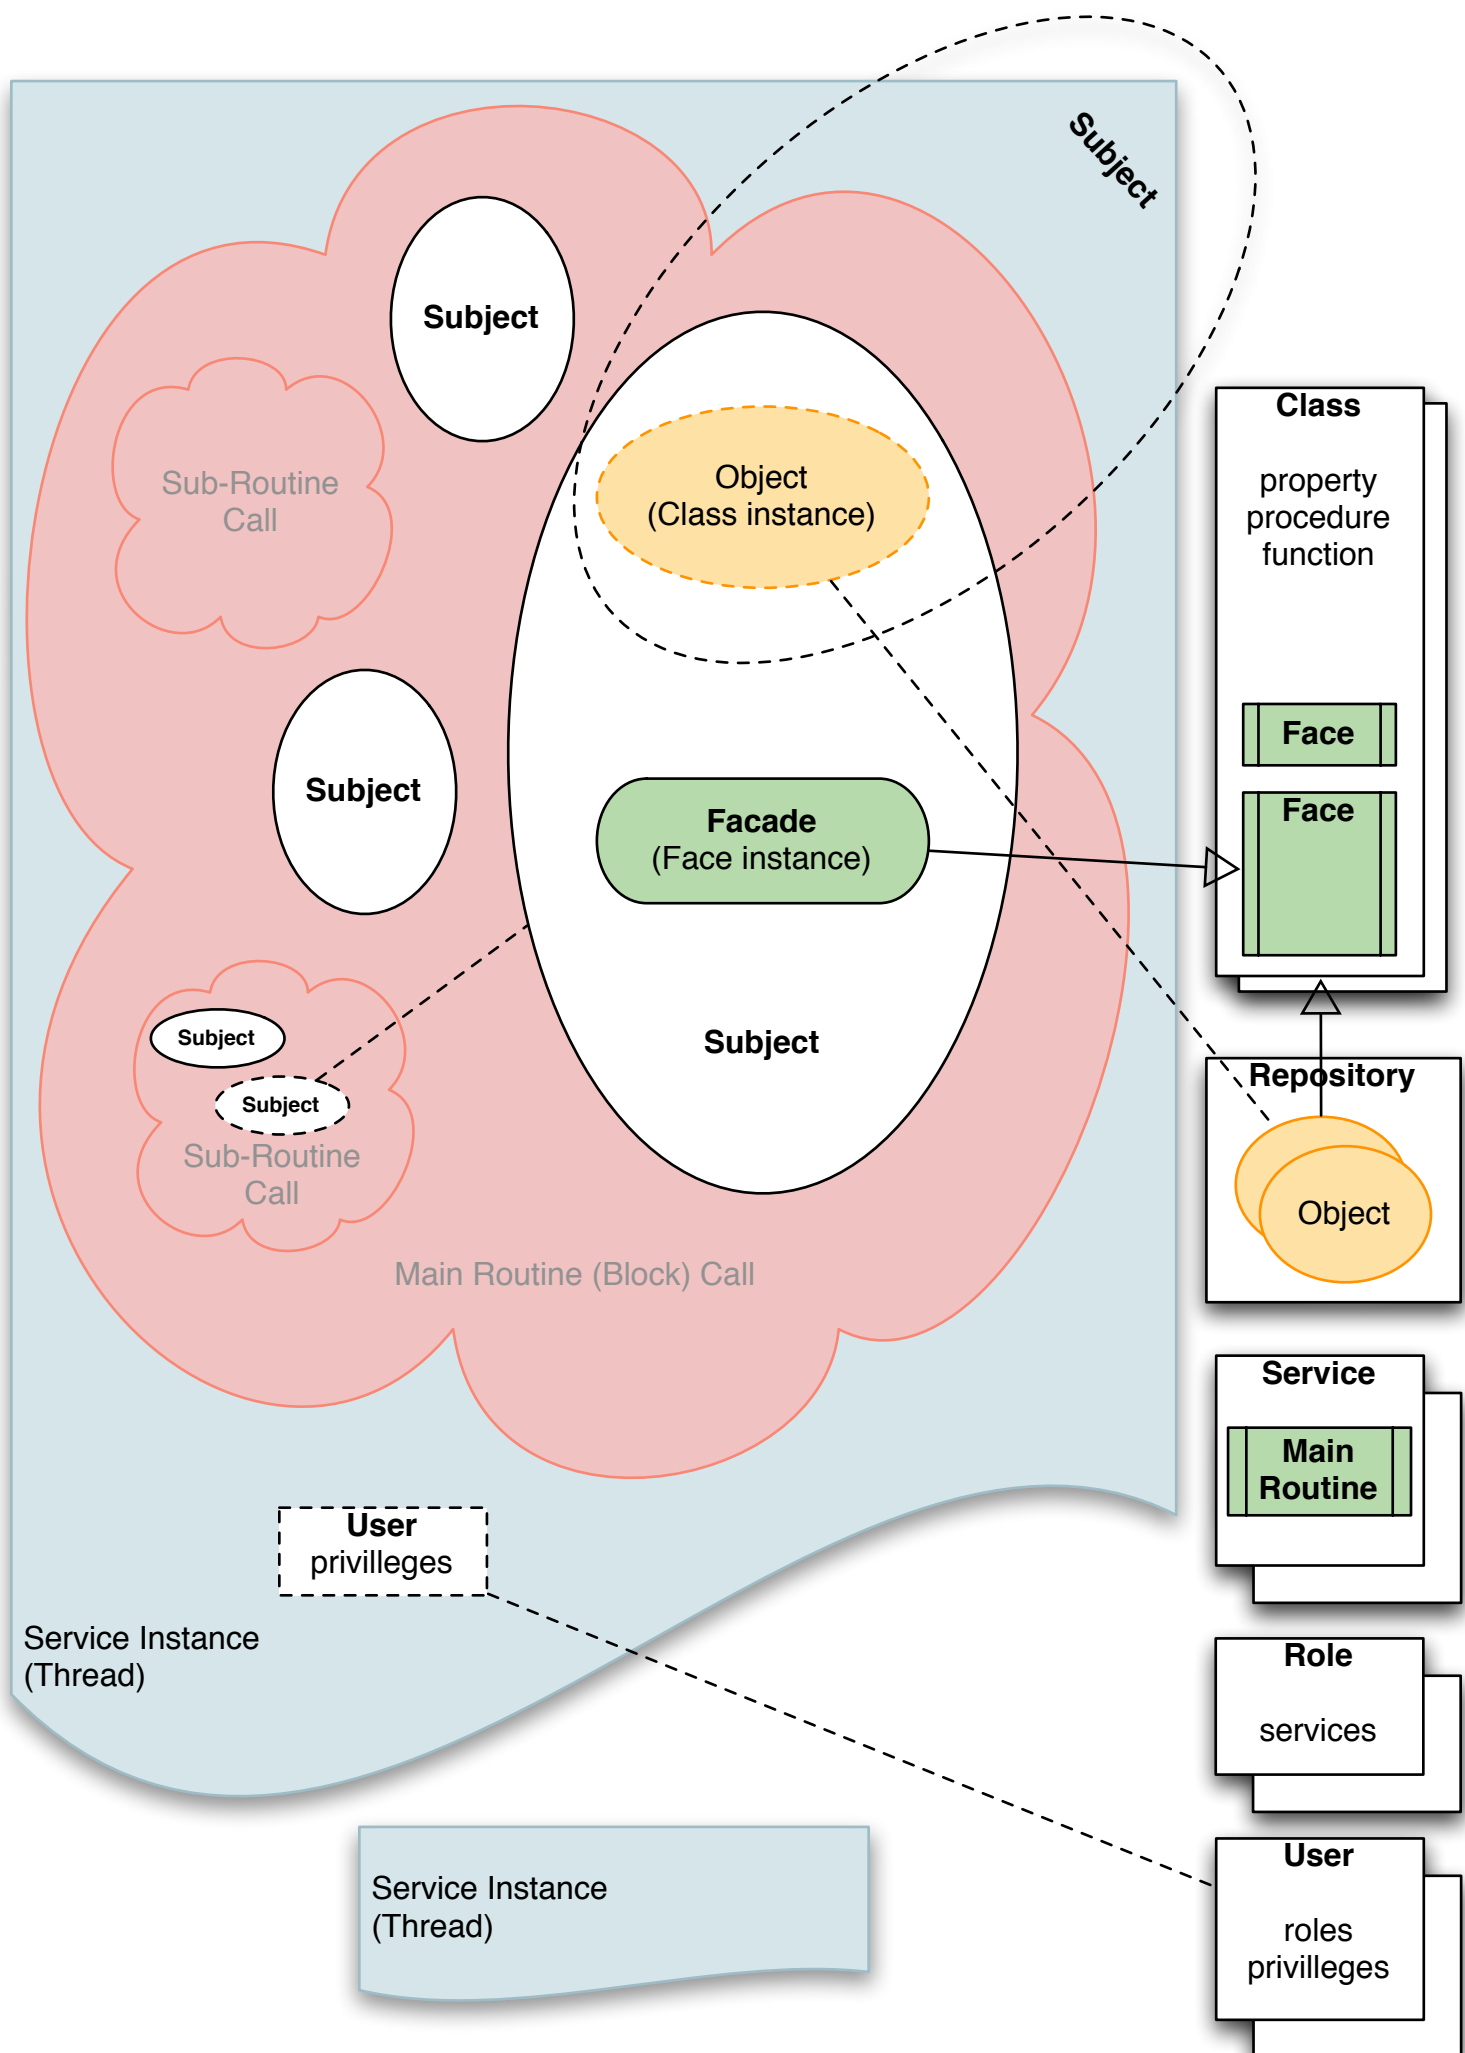 Subject
Subject
Object
(Class instance)
Sub-Routine
Call
Subject
Facade
(Face instance)
Subject
Subject
Subject
Sub-Routine
Call
Main Routine (Block) Call
User
privilleges
Service Instance
(Thread)
Service Instance
(Thread)
Class
property
procedure
function
Face
Face
Repository
Object
Service
Main
Routine
Role
services
User
roles
privilleges